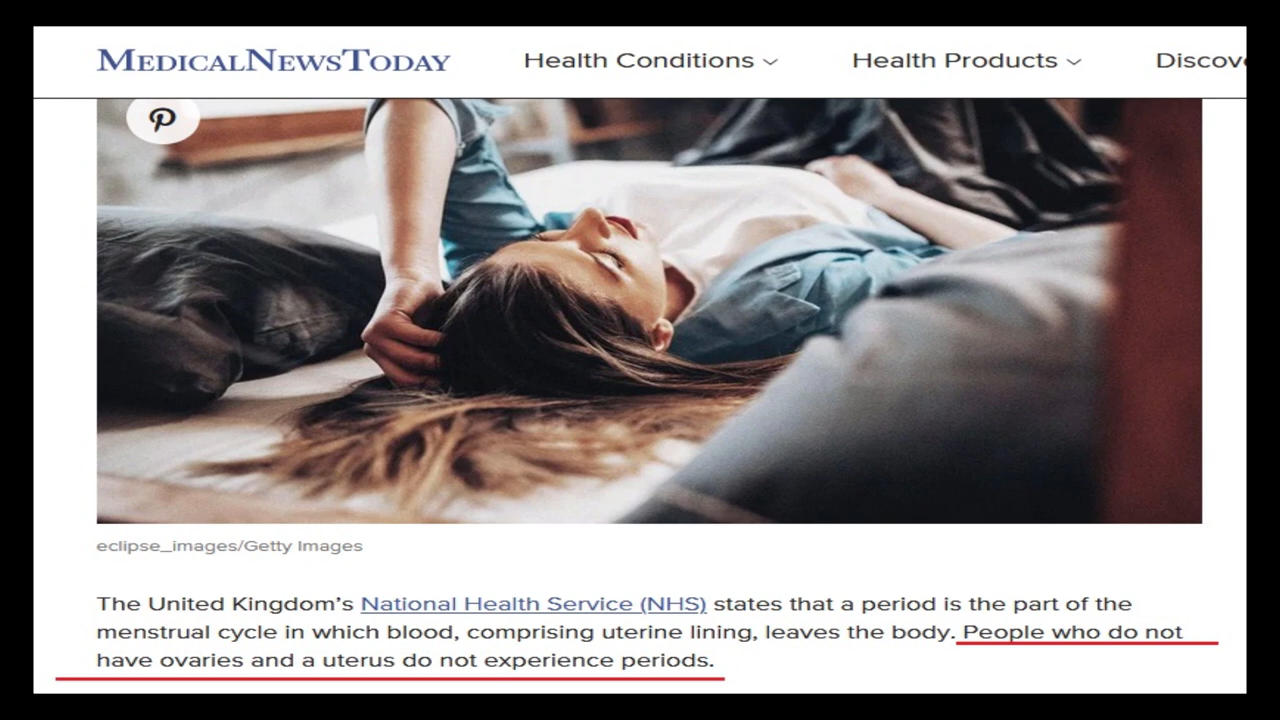 MEDICALNEWSTODAY Health Conditions Health Products Discove
eclipse_images/Getty Images
The United Kingdom’s National Health Service (NHS) states that a period is the part of the
menstrual cycle in which blood, comprising uterine lining, leaves the body. People who do not
have ovaries and a uterus do not experience periods.